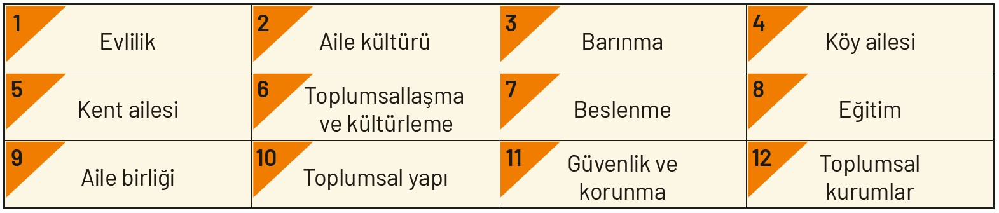 1
Evlilik
2
Aile kültürü
3
Barınma
4
Köy ailesi
5
Kent ailesi
6
Toplumsallaşma
ve kültürleme
7
Beslenme
8
Eğitim
9
Aile birliği
10
Toplumsal yapı
11
Güvenlik ve
korunma
12
Toplumsal
kurumlar